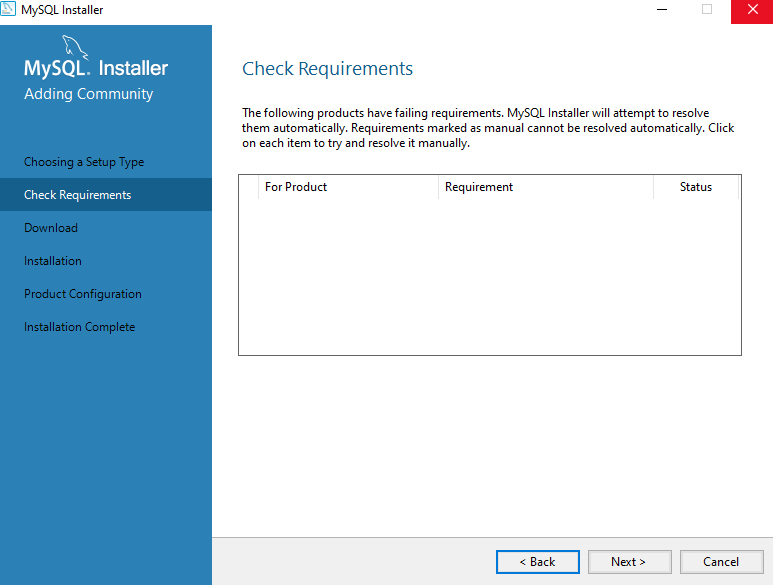 MySQL Installer
MySQL. Installer
Adding Community
Choosing a Setup Type
Check Requirements
Download
Installation
Product Configuration
Installation Complete
Check Requirements
The following products have failing requirements. MySQL Installer will attempt to resolve
them automatically. Requirements marked as manual cannot be resolved automatically. Click
on each item to try and resolve it manually.
For Product Requirement Status
< Back Next > Cancel